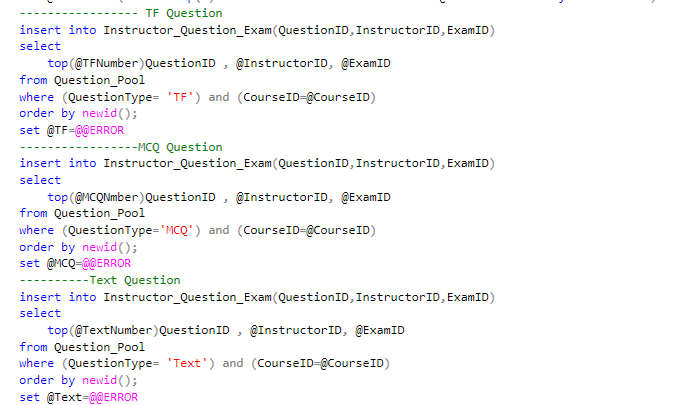 ----------------- TF Question
insert into Instructor_Question_Exam(QuestionID,InstructorID,ExamID)
select
top(@TFNumber)QuestionID , @InstructorID, @ExamID
from Question_Pool
where (QuestionType= 'TF') and (CourseID=@CourseID)
order by newid();
set @TF=@@ERROR
-----------------MCQ Question
insert into Instructor_Question_Exam(QuestionID,InstructorID,ExamID)
select
top(@MCQNmber)QuestionID , @InstructorID, @ExamID
from Question_Pool
where (QuestionType='MCQ') and (CourseID=@CourseID)
order by newid();
set @MCQ=@@ERROR
----------Text Question
insert into Instructor_Question_Exam(QuestionID,InstructorID,ExamID)
select
top(@TextNumber)QuestionID , @InstructorID, @ExamID
from Question_Pool
where (QuestionType= 'Text') and (CourseID=@CourseID)
order by newid();
set @Text=@@ERROR